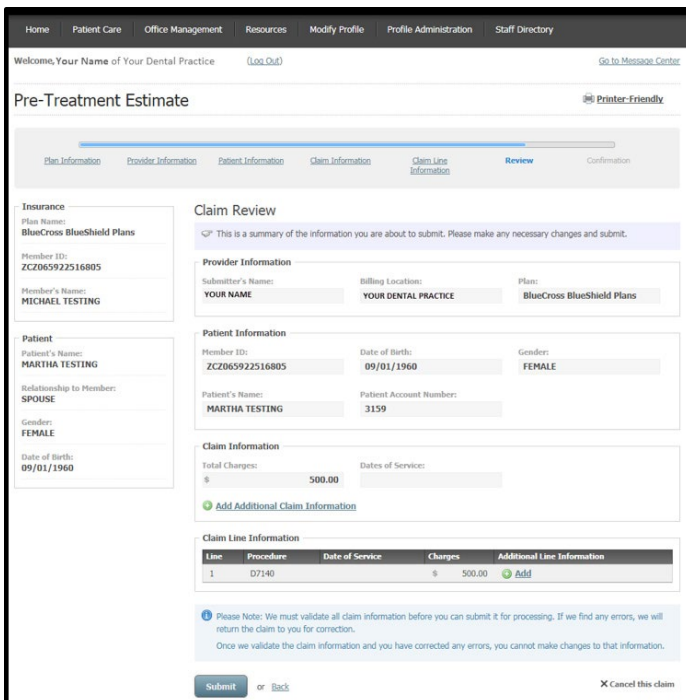 Home Patient Care Office Management Resources Modify Profile Profile Administration Staff Directory
Welcome, Your Name of Your Dental Practice (Log Out) Go to Message Center
Pre-Treatment Estimate Printer-Friendly
Plan Information Provider Information Patient Information Claim Information Claim Line Information Review Confirmation
Insurance
Plan Name:
BlueCross BlueShield Plans
Member ID:
ZCZ065922516805
Member's Name:
MICHAEL TESTING
Patient
Patient's Name:
MARTHA TESTING
Relationship to Member:
SPOUSE
Gender:
FEMALE
Date of Birth:
09/01/1960
Claim Review
This is a summary of the information you are about to submit. Please make any necessary changes and submit.
Provider Information
Submitter's Name: Billing Location: Plan:
YOUR NAME YOUR DENTAL PRACTICE BlueCross BlueShield Plans
Patient Information
Member ID: Date of Birth: Gender:
ZCZ065922516805 09/01/1960 FEMALE
Patient's Name: Patient Account Number:
MARTHA TESTING 3159
Claim Information
Total Charges: Dates of Service:
$ 500.00
Add Additional Claim Information
Claim Line Information
Line Procedure Date of Service Charges Additional Line Information
1 D7140 $ 500.00 Add
Please Note: We must validate all claim information before you can submit it for processing. If we find any errors, we will
return the claim to you for correction.
Once we validate the claim information and you have corrected any errors, you cannot make changes to that information.
Submit or Back X Cancel this claim